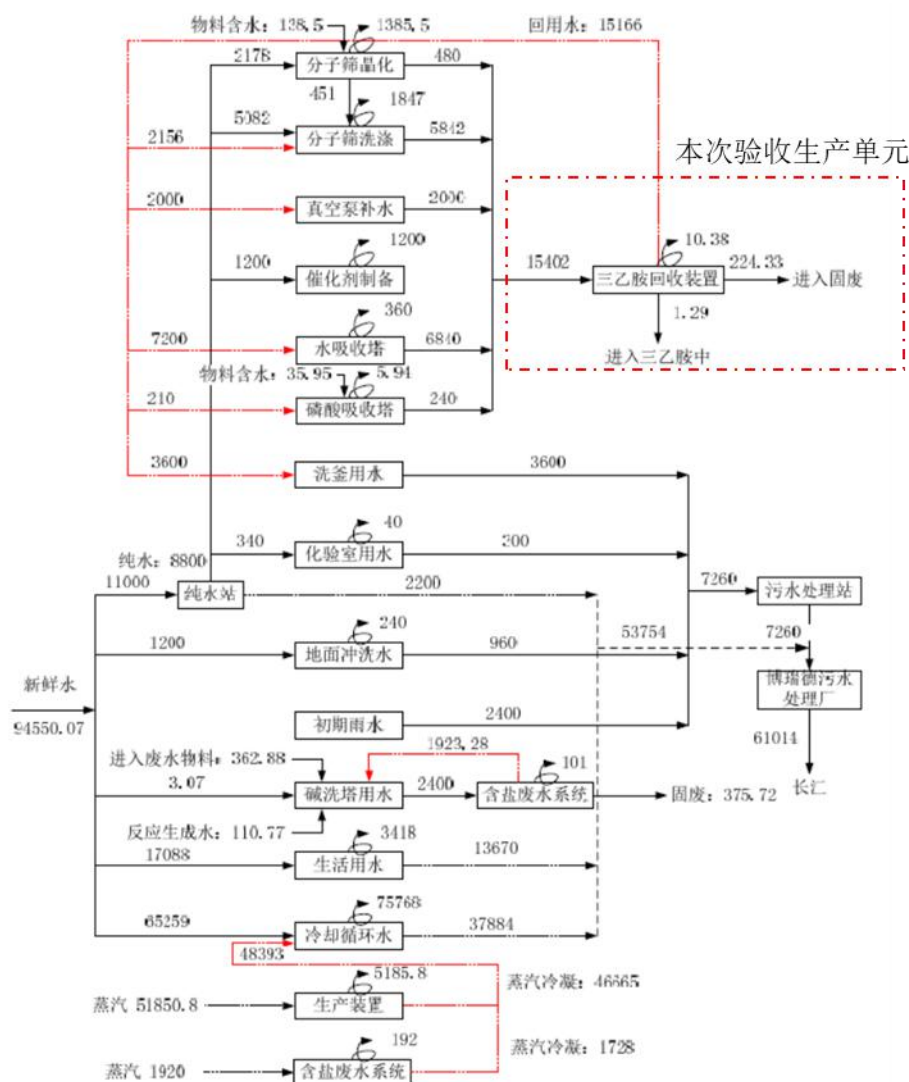 物料含水：138.5
1385.5
回用水：15166
2178
分子筛晶化
480
451
1847
5082
分子筛洗涤
5842
2156
本次验收生产单元
2000
真空泵补水
2000
1200
10.38
1200
催化剂制备
15402
三乙胺回收装置
224.33
进入固废
360
1.29
7200
水吸收塔
6840
进入三乙胺中
物料含水：35.95
5.94
210
磷酸吸收塔
240
3600
洗釜用水
3600
40
340
化验室用水
300
纯水：8800
11000
纯水站
2200
7260
污水处理站
240
53754
7260
1200
地面冲洗水
960
新鲜水
94550.07
博瑞德污水
处理厂
初期雨水
2400
61014
1923.28
进入废水物料：362.88
101
3.07
碱洗塔用水
2400
含盐废水系统
固废：375.72
长江
反应生成水：110.77
3418
17088
生活用水
13670
75768
65259
冷却循环水
37884
48393
5185.8
蒸汽冷凝：46665
蒸汽 51850.8
生产装置
192
蒸汽冷凝：1728
蒸汽 1920
含盐废水系统